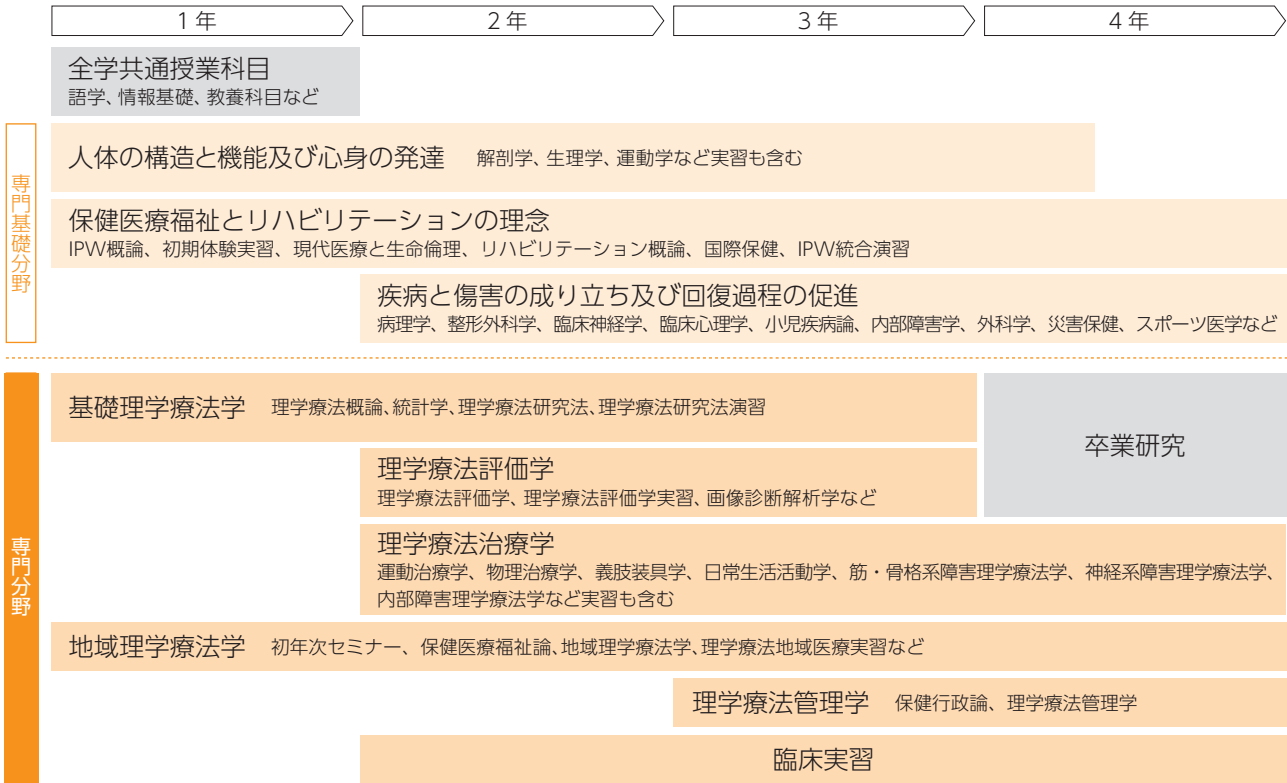 1年
2年
3年
4年
全学共通授業科目
語学、情報基礎、教養科目など
専門基礎分野
人体の構造と機能及び心身の発達 解剖学、生理学、運動学など実習も含む
保健医療福祉とリハビリテーションの理念
IPW概論、初期体験実習、現代医療と生命倫理、リハビリテーション概論、国際保健、IPW統合演習
疾病と傷害の成り立ち及び回復過程の促進
病理学、整形外科学、臨床神経学、臨床心理学、小児疾病論、内部障害学、外科学、災害保健、スポーツ医学など
専門分野
基礎理学療法学 理学療法概論、統計学、理学療法研究法、理学療法研究法演習
卒業研究
理学療法評価学
理学療法評価学、理学療法評価学実習、画像診断解析学など
理学療法治療学
運動治療学、物理治療学、義肢装具学、日常生活活動学、筋・骨格系障害理学療法学、神経系障害理学療法学、
内部障害理学療法学など実習も含む
地域理学療法学 初年次セミナー、保健医療福祉論、地域理学療法学、理学療法地域医療実習など
理学療法管理学 保健行政論、理学療法管理学
臨床実習